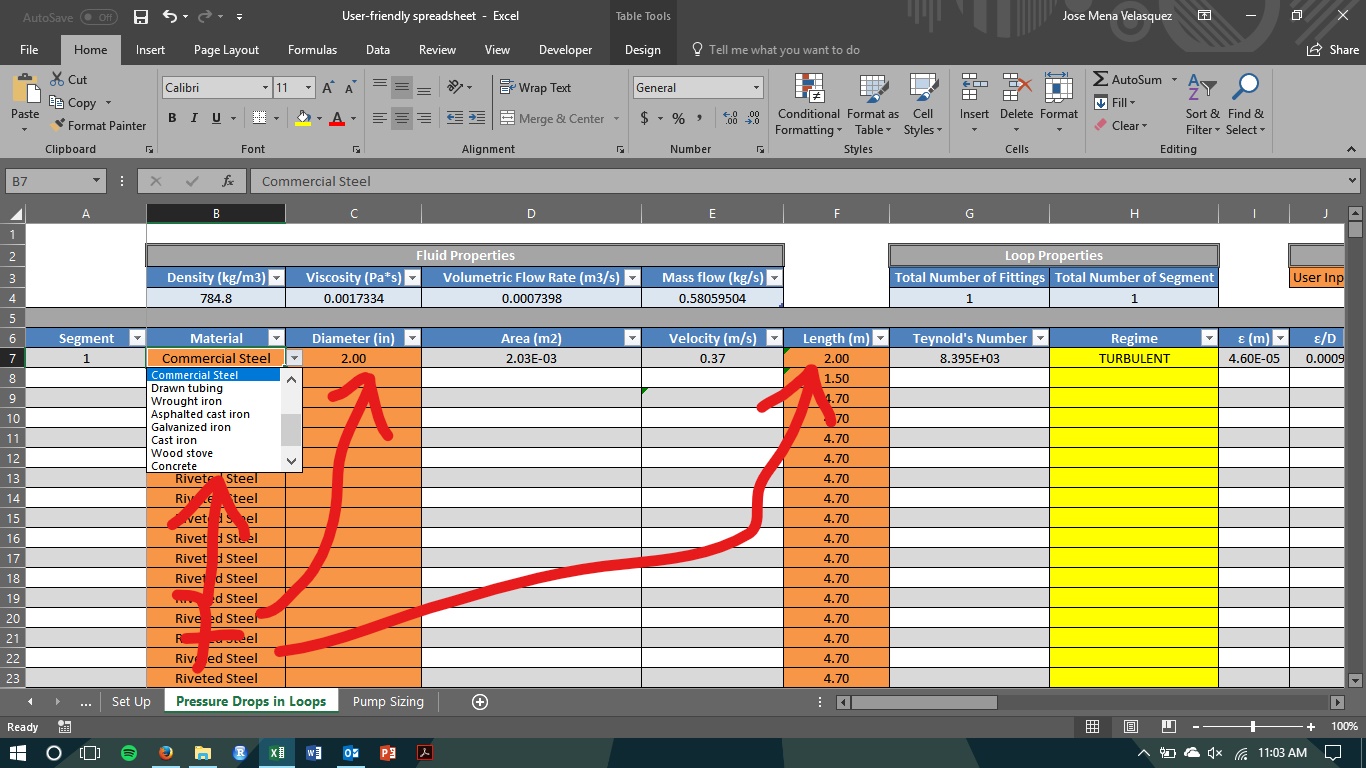 AutoSave Off User-friendly spreadsheet - Excel Table Tools Jose Mena Velasquez
File Home Insert Page Layout Formulas Data Review View Developer Design Tell me what you want to do Share
Paste Cut Copy Format Painter
Calibri 11
B I U A A A
Wrap Text
Merge & Center
General
$ % ,
Conditional Formatting Format as Table Cell Styles
Insert Delete Format
AutoSum Fill Clear Sort & Filter Find & Select
Clipboard Font Alignment Number Styles Cells Editing
B7 fx Commercial Steel
A B C D E F G H I J
1
2 Fluid Properties Loop Properties
3 Density (kg/m3) Viscosity (Pa*s) Volumetric Flow Rate (m3/s) Mass flow (kg/s) Total Number of Fittings Total Number of Segment User Inp
4 784.8 0.0017334 0.0007398 0.58059504 1 1
5
6 Segment Material Diameter (in) Area (m2) Velocity (m/s) Length (m) Teynold's Number Regime ε (m) ε/D
7 1 Commercial Steel 2.00 2.03E-03 0.37 2.00 8.395E+03 TURBULENT 4.60E-05 0.0009
Commercial Steel
Drawn tubing
Wrought iron
Asphalted cast iron
Galvanized iron
Cast iron
Wood stove
Concrete
8 1.50
9 4.70
10 4.70
11 4.70
12 4.70
13 Riveted Steel 4.70
14 Riveted Steel 4.70
15 Riveted Steel 4.70
16 Riveted Steel 4.70
17 Riveted Steel 4.70
18 Riveted Steel 4.70
19 Riveted Steel 4.70
20 Riveted Steel 4.70
21 Riveted Steel 4.70
22 Riveted Steel 4.70
23 Riveted Steel 4.70
... Set Up Pressure Drops in Loops Pump Sizing
Ready 100%
11:03 AM